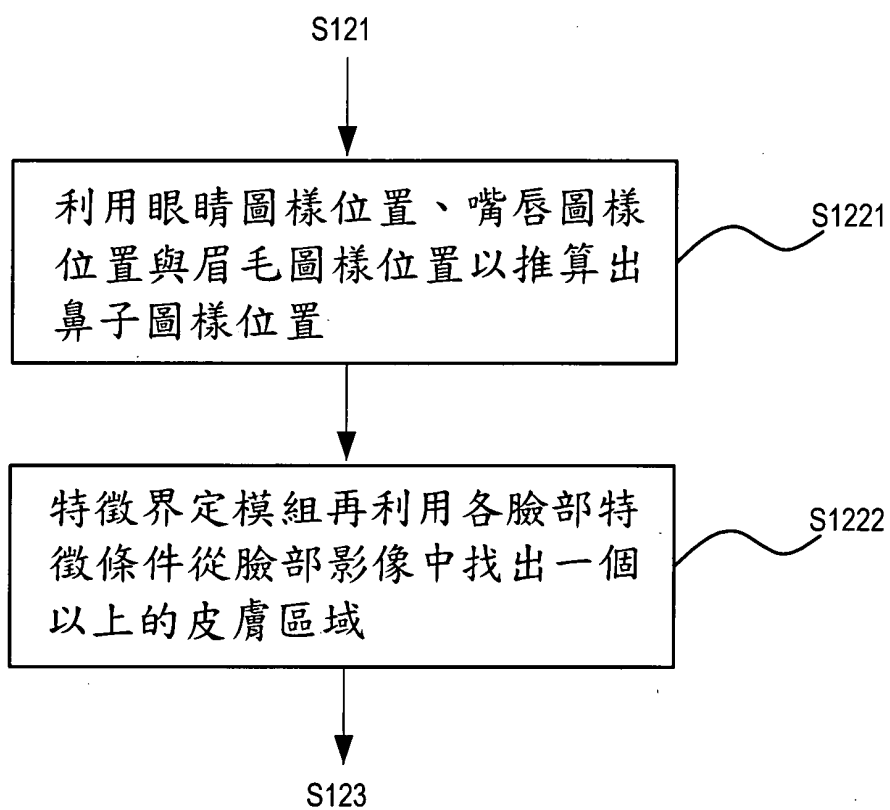 S121
利用眼睛圖樣位置、嘴唇圖樣
位置與眉毛圖樣位置以推算出
鼻子圖樣位置
S1221
特徵界定模組再利用各臉部特
徵條件從臉部影像中找出一個
以上的皮膚區域
S1222
S123